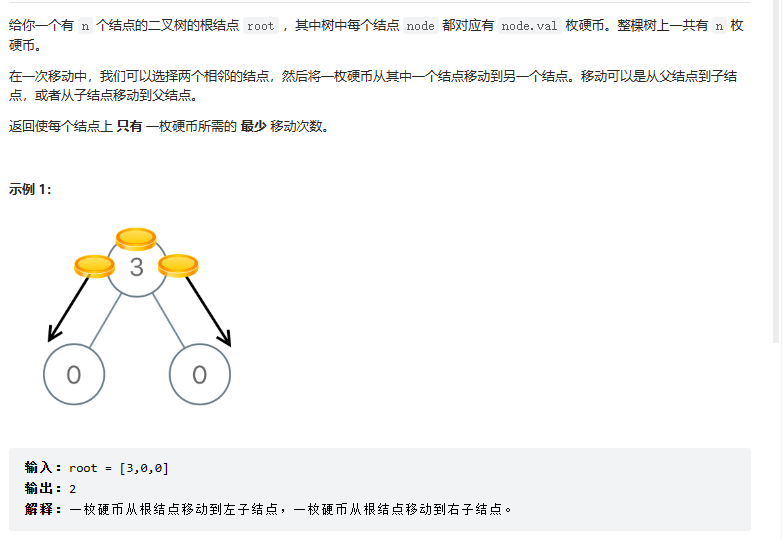 给你一个有 n 个结点的二叉树的根结点 root ，其中树中每个结点 node 都对应有 node.val 枚硬币。整棵树上一共有 n 枚
硬币。
在一次移动中，我们可以选择两个相邻的结点，然后将一枚硬币从其中一个结点移动到另一个结点。移动可以是从父结点到子结
点，或者从子结点移动到父结点。
返回使每个结点上 只有 一枚硬币所需的 最少 移动次数。
示例 1：
3
0 0
输入：root = [3,0,0]
输出：2
解释：一枚硬币从根结点移动到左子结点，一枚硬币从根结点移动到右子结点。